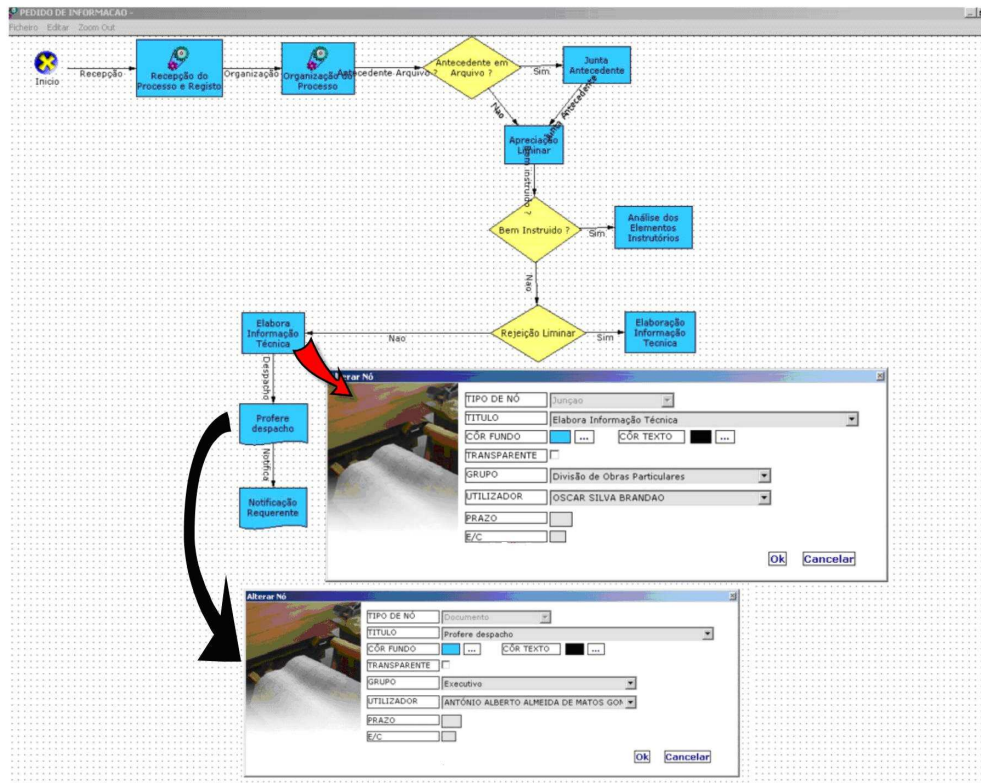 PEDIDO DE INFORMACAO -
Ficheiro Editar Zoom Out
Inicio
Recepção
Recepção do
Processo e Registo
Organização
Organização do
Processo
Antecedente Arquivo ?
Antecedente em
Arquivo ?
Sim
Junta
Antecedente
Nao
Junta Antecedente
Apreciação
Liminar
Bem instruido ?
Bem Instruido ?
Sim
Análise dos
Elementos
Instrutórios
Nao
Rejeição Liminar
Sim
Elaboração
Informação
Tecnica
Nao
Elabora
Informação
Técnica
Despacho
Profere
despacho
Notifica
Notificação
Requerente
Alterar Nó
TIPO DE NÓ Junçao
TITULO Elabora Informação Técnica
CÔR FUNDO ... CÔR TEXTO ...
TRANSPARENTE
GRUPO Divisão de Obras Particulares
UTILIZADOR OSCAR SILVA BRANDAO
PRAZO
E/C
Ok Cancelar
Alterar Nó
TIPO DE NÓ Documento
TITULO Profere despacho
CÔR FUNDO ... CÔR TEXTO ...
TRANSPARENTE
GRUPO Executivo
UTILIZADOR ANTÓNIO ALBERTO ALMEIDA DE MATOS GOM
PRAZO
E/C
Ok Cancelar